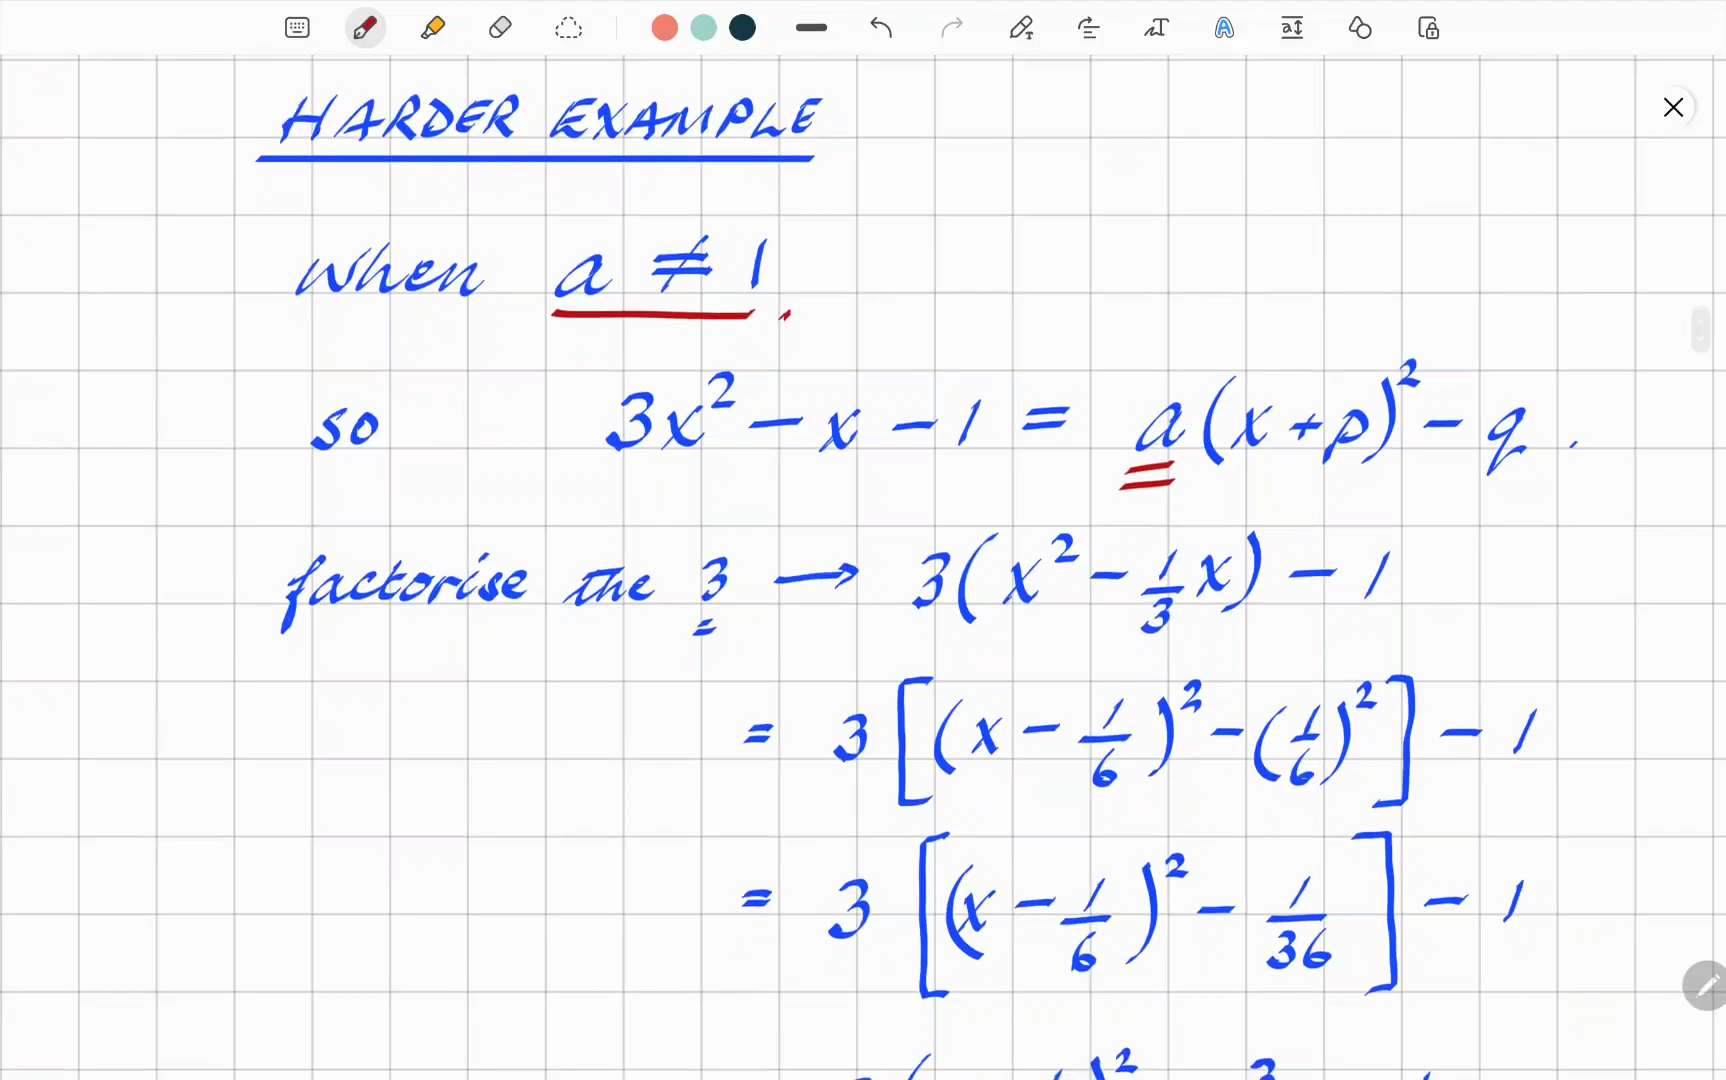 HARDER EXAMPLE
when a ≠ 1.
so 3x² - x - 1 = a(x+p)² - q.
factorise the 3 → 3(x² - 1/3 x) - 1
= 3[(x - 1/6)² - (1/6)²] - 1
= 3[(x - 1/6)² - 1/36] - 1